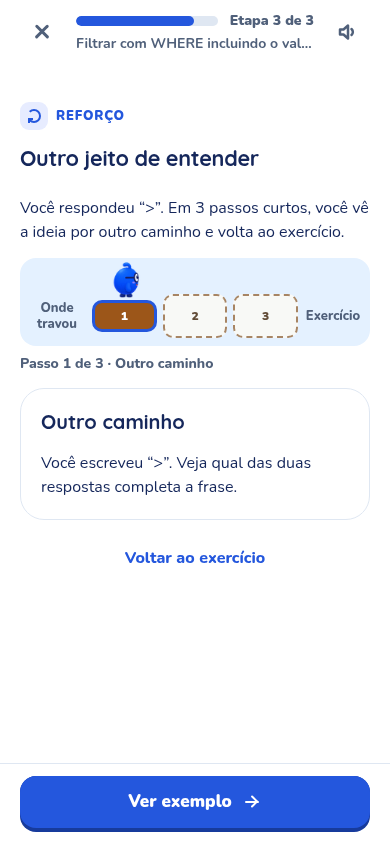 Etapa 3 de 3
Filtrar com WHERE incluindo o val...
REFORÇO
Outro jeito de entender
Você respondeu “>”. Em 3 passos curtos, você vê
a ideia por outro caminho e volta ao exercício.
Onde
travou
1
2
3
Exercício
Passo 1 de 3 · Outro caminho
Outro caminho
Você escreveu “>”. Veja qual das duas
respostas completa a frase.
Voltar ao exercício
Ver exemplo →